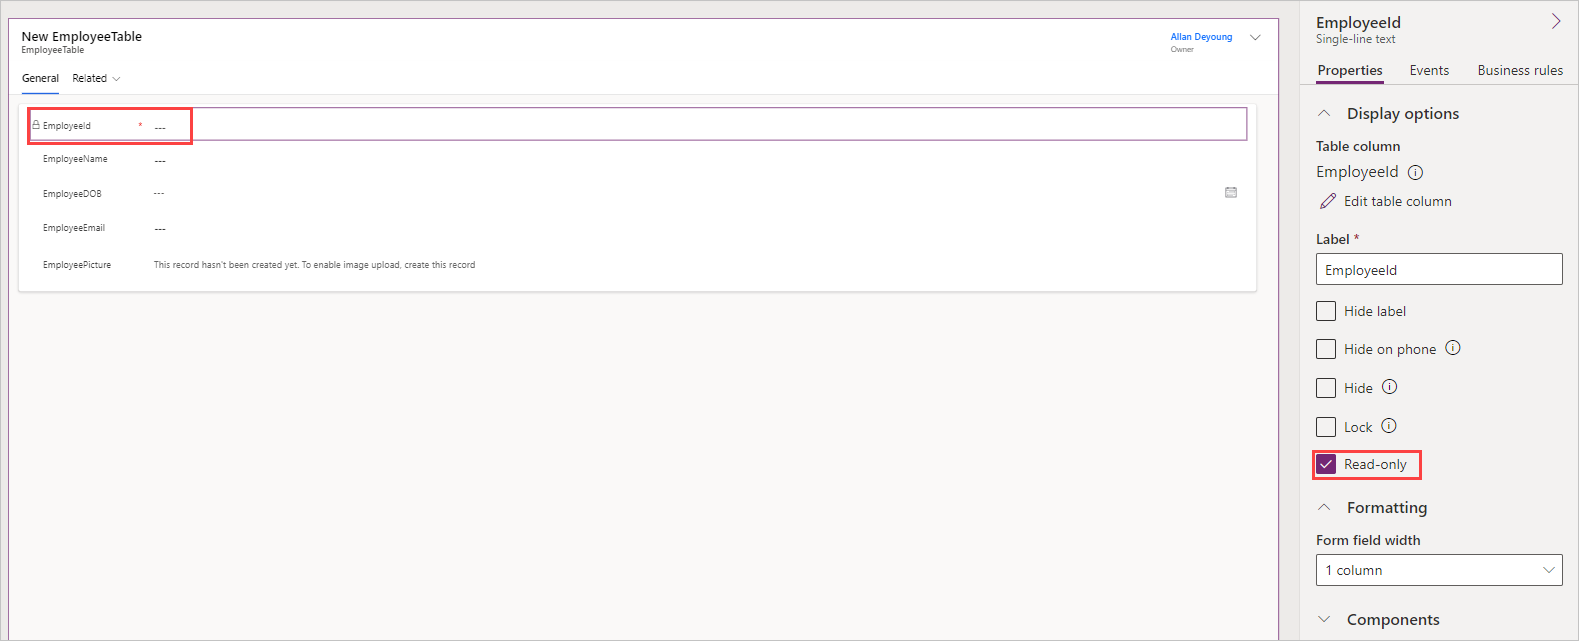 New EmployeeTable
EmployeeTable
Allan Deyoung
Owner
General Related
EmployeeId * ---
EmployeeName ---
EmployeeDOB ---
EmployeeEmail ---
EmployeePicture This record hasn't been created yet. To enable image upload, create this record
EmployeeId
Single-line text
Properties Events Business rules
Display options
Table column
EmployeeId
Edit table column
Label *
EmployeeId
Hide label
Hide on phone
Hide
Lock
Read-only
Formatting
Form field width
1 column
Components